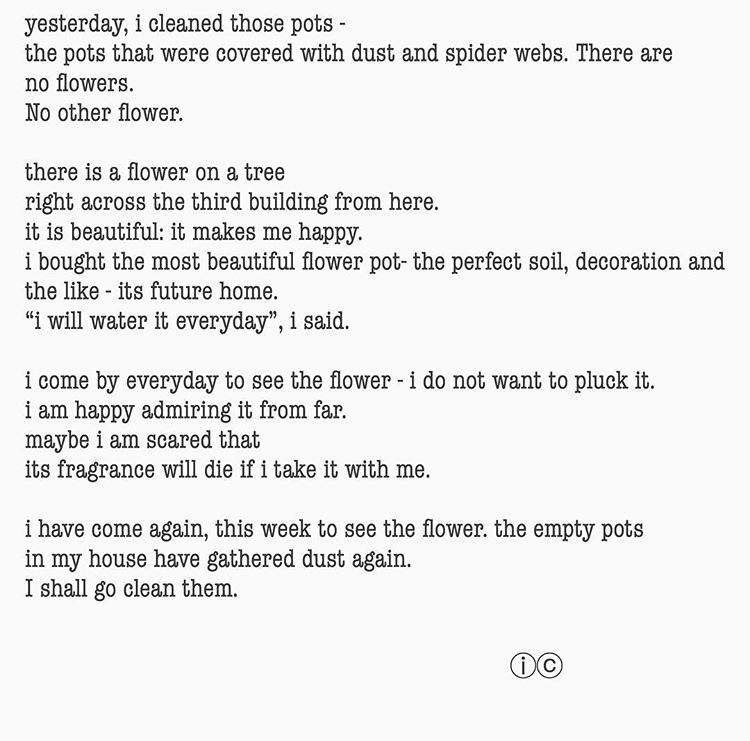 yesterday, i cleaned those pots -
the pots that were covered with dust and spider webs. There are
no flowers.
No other flower.

there is a flower on a tree
right across the third building from here.
it is beautiful: it makes me happy.
i bought the most beautiful flower pot- the perfect soil, decoration and
the like - its future home.
“i will water it everyday”, i said.

i come by everyday to see the flower - i do not want to pluck it.
i am happy admiring it from far.
maybe i am scared that
its fragrance will die if i take it with me.

i have come again, this week to see the flower. the empty pots
in my house have gathered dust again.
I shall go clean them.

ⓘⓒ